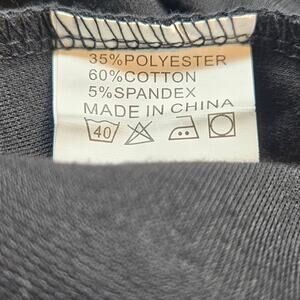 35%POLYESTER
60%COTTON
5%SPANDEX
MADE IN CHINA
40